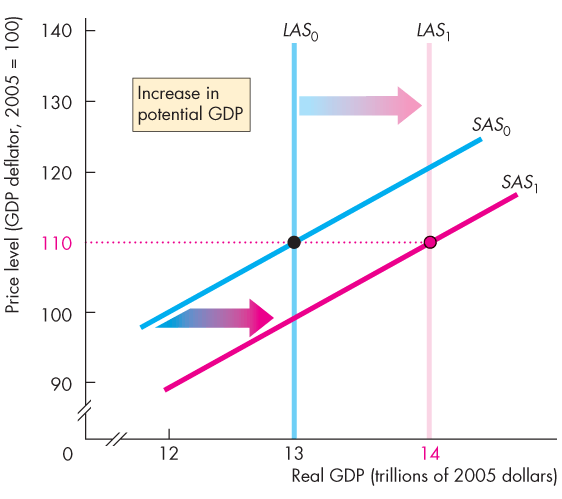 Price level (GDP deflator, 2005 = 100)
140
130
120
110
100
90
0
LAS0
LAS1
Increase in
potential GDP
SAS0
SAS1
12
13
14
Real GDP (trillions of 2005 dollars)